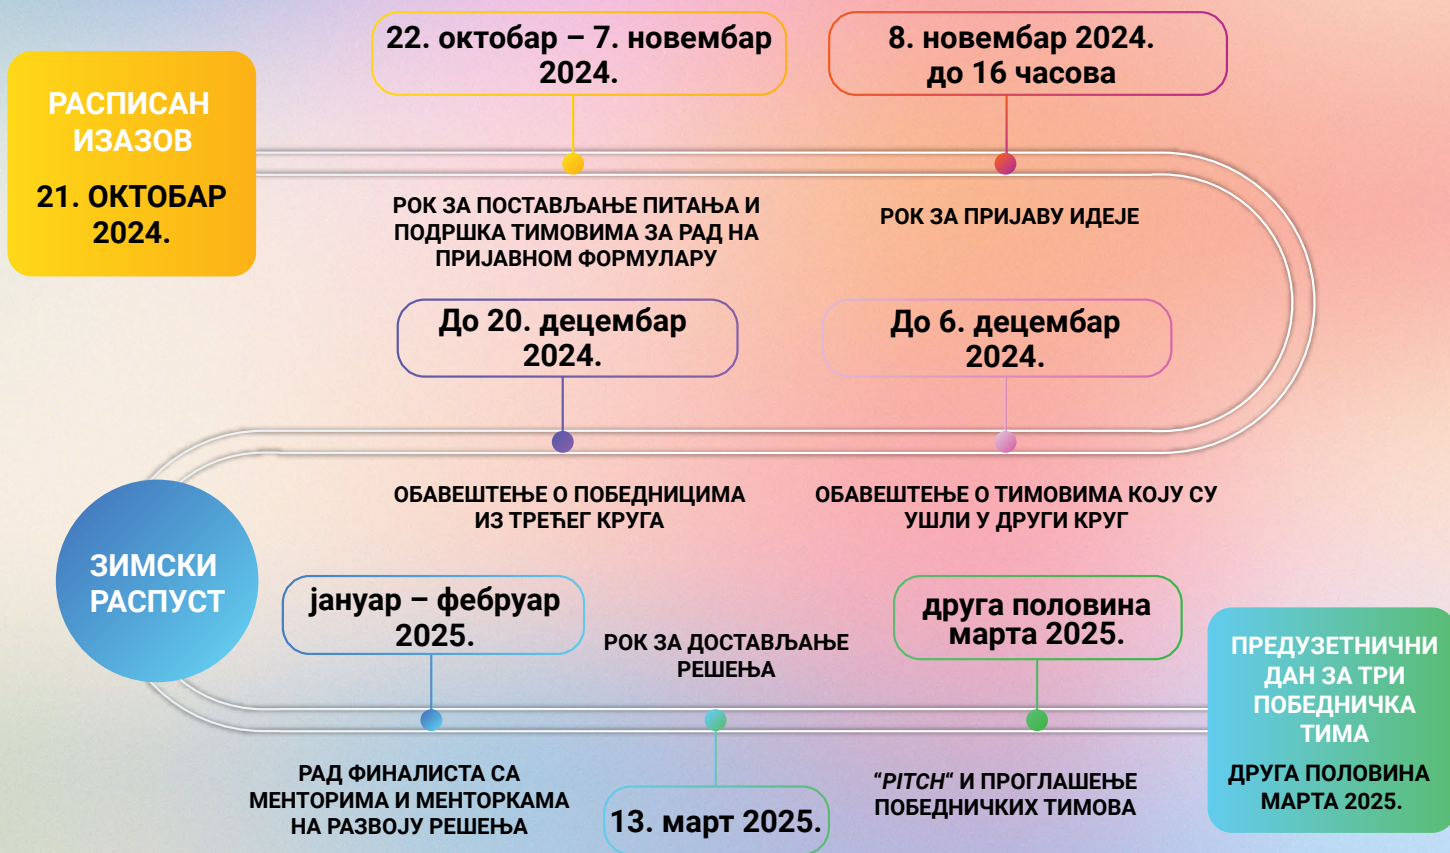 РАСПИСАН
ИЗАЗОВ
21. ОКТОБАР
2024.
22. октобар – 7. новембар
2024.
РОК ЗА ПОСТАВЉАЊЕ ПИТАЊА И
ПОДРШКА ТИМОВИМА ЗА РАД НА
ПРИЈАВНОМ ФОРМУЛАРУ
8. новембар 2024.
до 16 часова
РОК ЗА ПРИЈАВУ ИДЕЈЕ
До 6. децембар
2024.
ОБАВЕШТЕЊЕ О ТИМОВИМА КОЈУ СУ
УШЛИ У ДРУГИ КРУГ
До 20. децембар
2024.
ОБАВЕШТЕЊЕ О ПОБЕДНИЦИМА
ИЗ ТРЕЋЕГ КРУГА
ЗИМСКИ
РАСПУСТ
јануар – фебруар
2025.
РАД ФИНАЛИСТА СА
МЕНТОРИМА И МЕНТОРКАМА
НА РАЗВОЈУ РЕШЕЊА
РОК ЗА ДОСТАВЉАЊЕ
РЕШЕЊА
13. март 2025.
друга половина
марта 2025.
“PITCH“ И ПРОГЛАШЕЊЕ
ПОБЕДНИЧКИХ ТИМОВА
ПРЕДУЗЕТНИЧНИ
ДАН ЗА ТРИ
ПОБЕДНИЧКА
ТИМА
ДРУГА ПОЛОВИНА
МАРТА 2025.